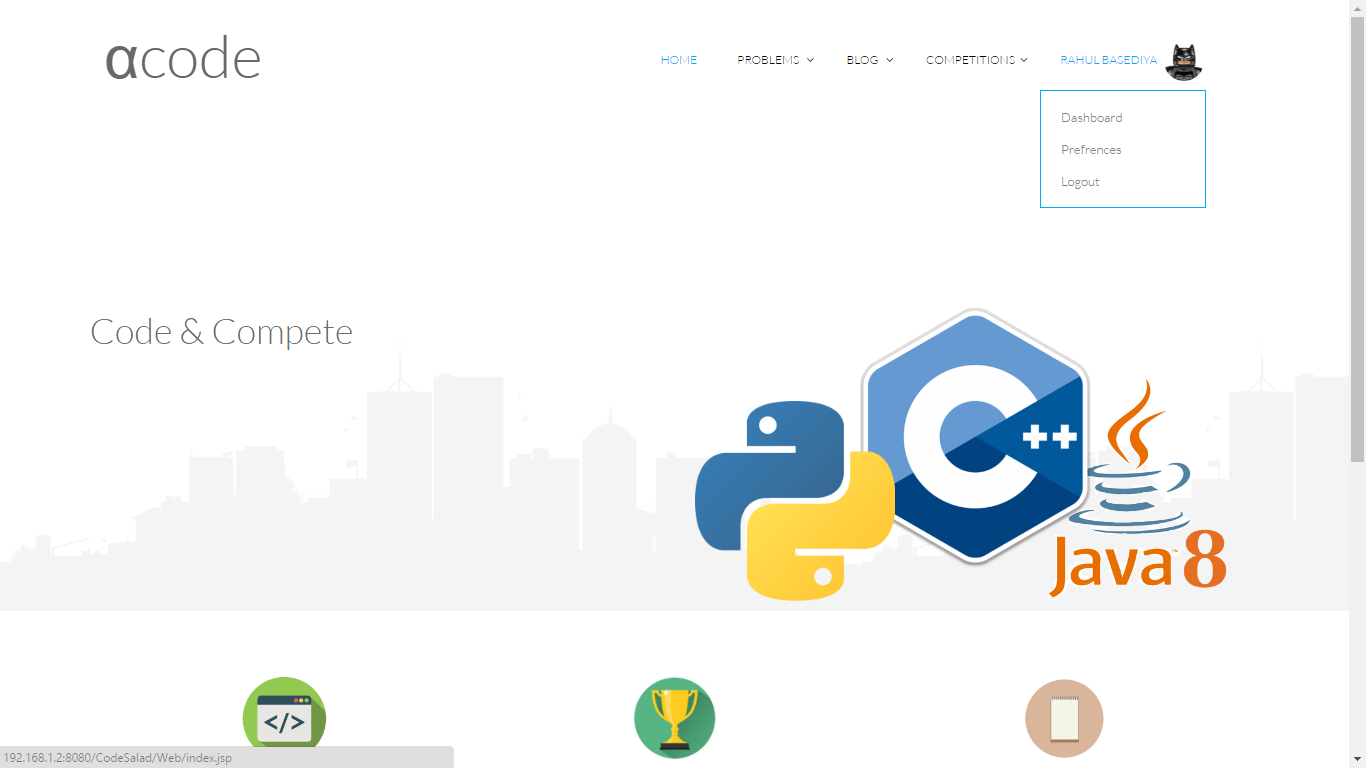 αcode
HOME PROBLEMS BLOG COMPETITIONS RAHUL BASEDIYA
Dashboard
Prefrences
Logout
Code & Compete
C++
Java™ 8
</>
192.168.1.2:8080/CodeSalad/Web/index.jsp